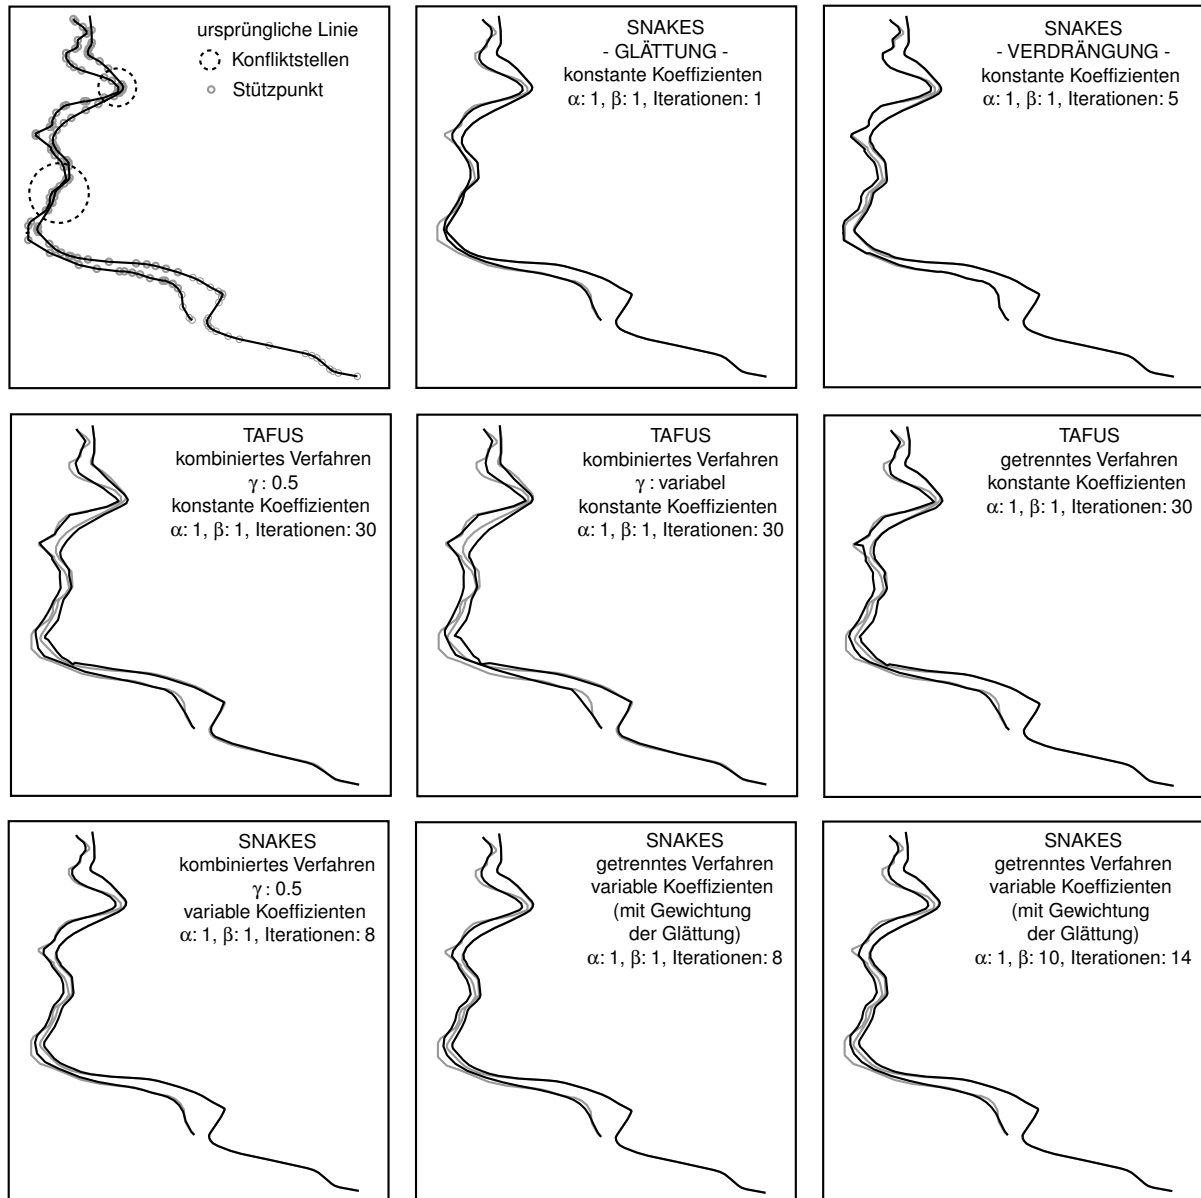 ursprüngliche Linie
Konfliktstellen
Stützpunkt
SNAKES
- GLÄTTUNG -
konstante Koeffizienten
α: 1, β: 1, Iterationen: 1
SNAKES
- VERDRÄNGUNG -
konstante Koeffizienten
α: 1, β: 1, Iterationen: 5
TAFUS
kombiniertes Verfahren
γ : 0.5
konstante Koeffizienten
α: 1, β: 1, Iterationen: 30
TAFUS
kombiniertes Verfahren
γ : variabel
konstante Koeffizienten
α: 1, β: 1, Iterationen: 30
TAFUS
getrenntes Verfahren
konstante Koeffizienten
α: 1, β: 1, Iterationen: 30
SNAKES
kombiniertes Verfahren
γ : 0.5
variable Koeffizienten
α: 1, β: 1, Iterationen: 8
SNAKES
getrenntes Verfahren
variable Koeffizienten
(mit Gewichtung
der Glättung)
α: 1, β: 1, Iterationen: 8
SNAKES
getrenntes Verfahren
variable Koeffizienten
(mit Gewichtung
der Glättung)
α: 1, β: 10, Iterationen: 14